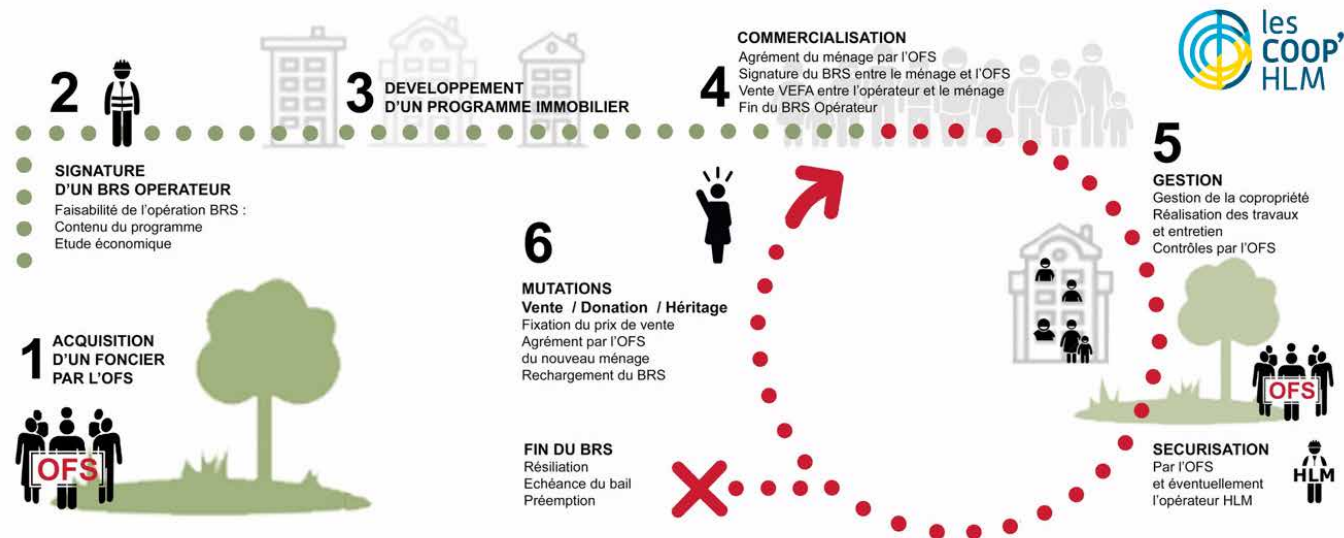 1
ACQUISITION
D'UN FONCIER
PAR L'OFS
OFS
2
SIGNATURE
D'UN BRS OPERATEUR
Faisabilité de l'opération BRS :
Contenu du programme
Etude économique
3
DEVELOPPEMENT
D'UN PROGRAMME IMMOBILIER
4
COMMERCIALISATION
Agrément du ménage par l'OFS
Signature du BRS entre le ménage et l'OFS
Vente VEFA entre l'opérateur et le ménage
Fin du BRS Opérateur
les
COOP'
HLM
5
GESTION
Gestion de la copropriété
Réalisation des travaux
et entretien
Contrôles par l'OFS
OFS
SECURISATION
Par l'OFS
et éventuellement
l'opérateur HLM
HLM
6
MUTATIONS
Vente / Donation / Héritage
Fixation du prix de vente
Agrément par l'OFS
du nouveau ménage
Rechargement du BRS
FIN DU BRS
Résiliation
Echéance du bail
Préemption